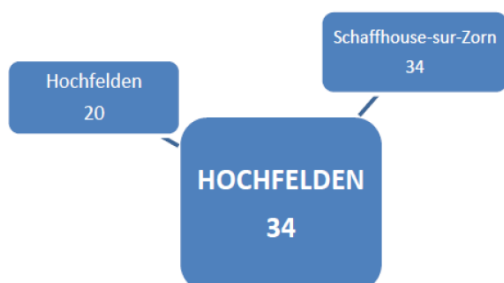 Schaffhouse-sur-Zorn
34
Hochfelden
20
HOCHFELDEN
34